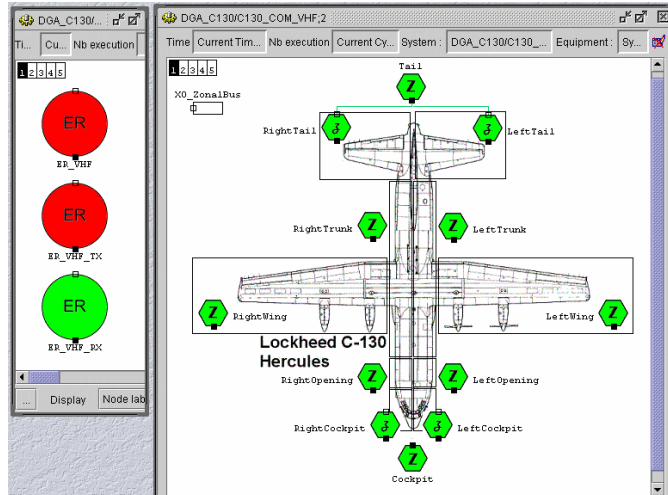 DGA_C130/...
Ti... Cu... Nb execution
1 2 3 4 5
ER
ER_VHF
ER
ER_VHF_TX
ER
ER_VHF_RX
... Display Node lab
DGA_C130/C130_COM_VHF;2
Time Current Tim... Nb execution Current Cy... System : DGA_C130/C130_... Equipment : Sy...
1 2 3 4 5
X0_ZonalBus
Tail
Z
RightTail
LeftTail
RightTrunk Z
Z LeftTrunk
Z RightWing
LeftWing Z
Lockheed C-130
Hercules
RightOpening Z
Z LeftOpening
RightCockpit
LeftCockpit
Z
Cockpit